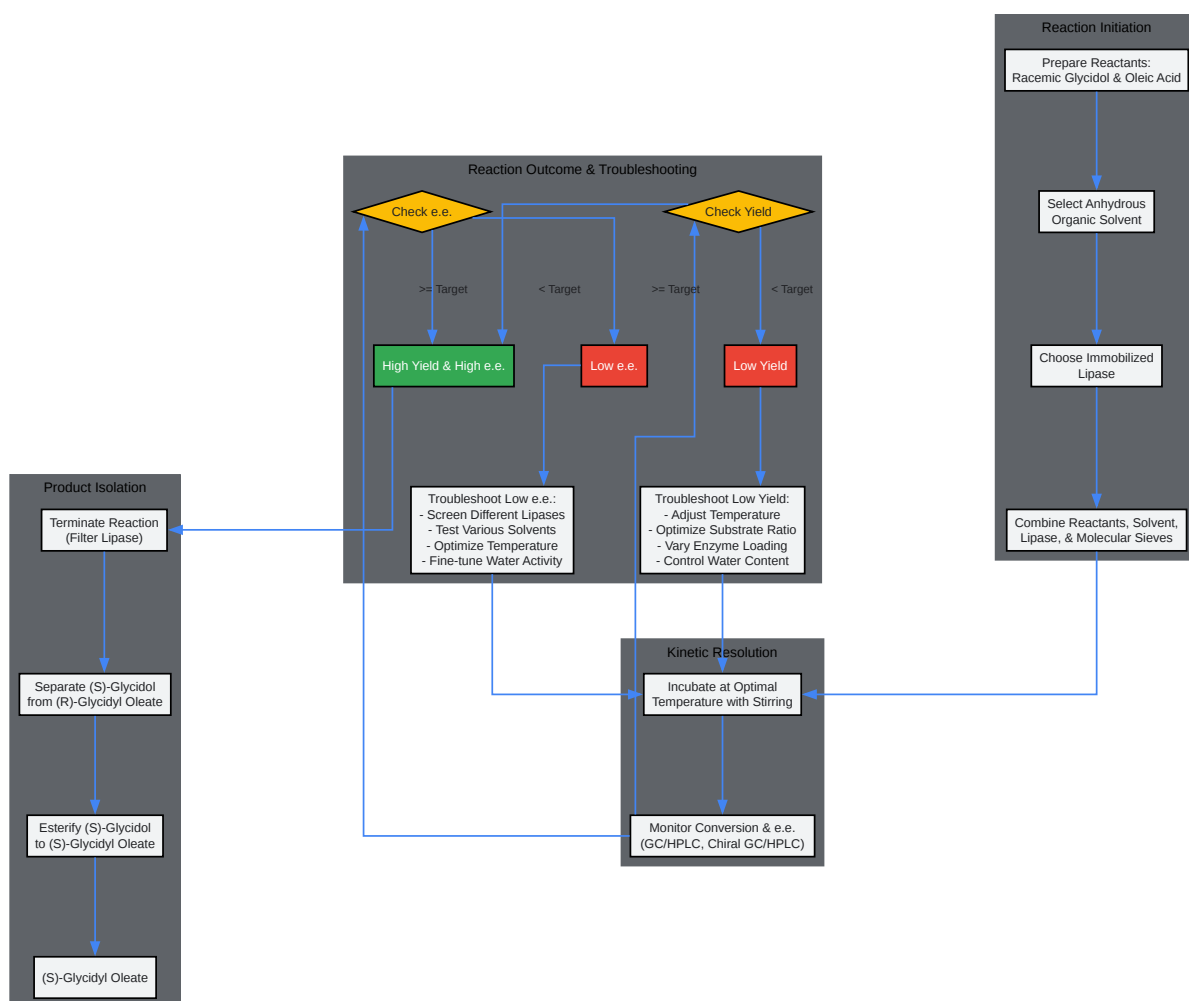 Reaction Initiation
Prepare Reactants:
Racemic Glycidol & Oleic Acid
Select Anhydrous
Organic Solvent
Choose Immobilized
Lipase
Combine Reactants, Solvent,
Lipase, & Molecular Sieves
Reaction Outcome & Troubleshooting
Check e.e.
Check Yield
>= Target
< Target
>= Target
< Target
High Yield & High e.e.
Low e.e.
Low Yield
Troubleshoot Low e.e.:
- Screen Different Lipases
- Test Various Solvents
- Optimize Temperature
- Fine-tune Water Activity
Troubleshoot Low Yield:
- Adjust Temperature
- Optimize Substrate Ratio
- Vary Enzyme Loading
- Control Water Content
Kinetic Resolution
Incubate at Optimal
Temperature with Stirring
Monitor Conversion & e.e.
(GC/HPLC, Chiral GC/HPLC)
Product Isolation
Terminate Reaction
(Filter Lipase)
Separate (S)-Glycidol
from (R)-Glycidyl Oleate
Esterify (S)-Glycidol
to (S)-Glycidyl Oleate
(S)-Glycidyl Oleate